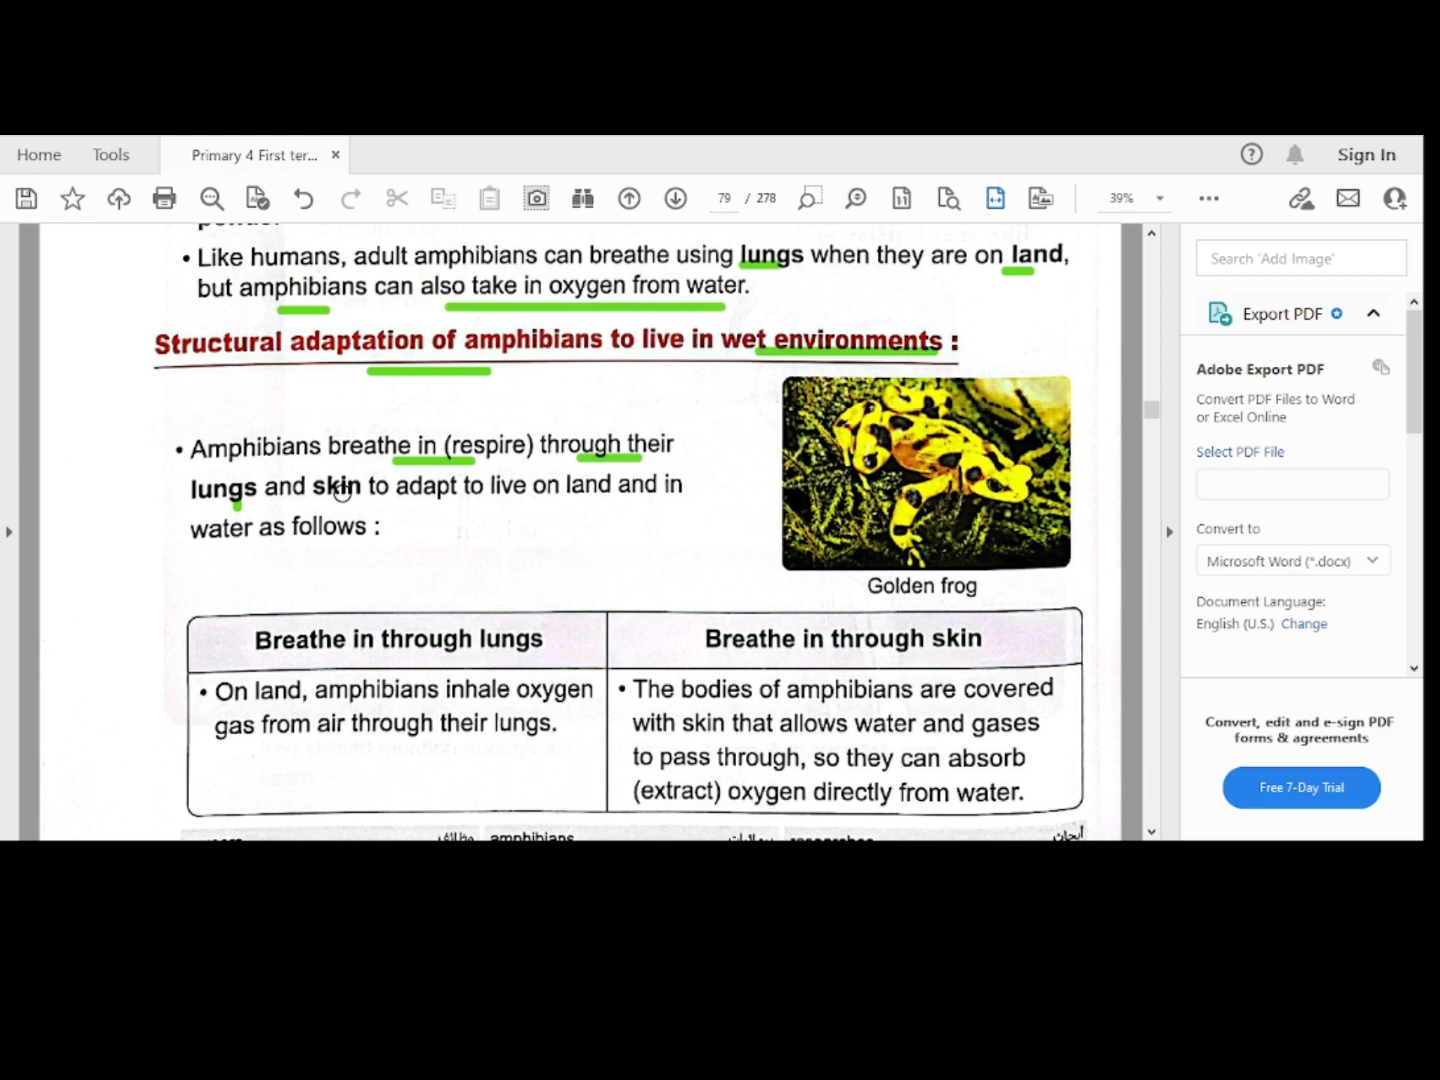 Home Tools Primary 4 First ter... × Sign In
79 / 278 39%
• Like humans, adult amphibians can breathe using lungs when they are on land,
but amphibians can also take in oxygen from water.
Structural adaptation of amphibians to live in wet environments :
• Amphibians breathe in (respire) through their
lungs and skin to adapt to live on land and in
water as follows :
Golden frog
Breathe in through lungs
• On land, amphibians inhale oxygen
gas from air through their lungs.
Breathe in through skin
• The bodies of amphibians are covered
with skin that allows water and gases
to pass through, so they can absorb
(extract) oxygen directly from water.
amphibians
Search 'Add Image'
Export PDF
Adobe Export PDF
Convert PDF Files to Word
or Excel Online
Select PDF File
Convert to
Microsoft Word (*.docx)
Document Language:
English (U.S.) Change
Convert, edit and e-sign PDF
forms & agreements
Free 7-Day Trial